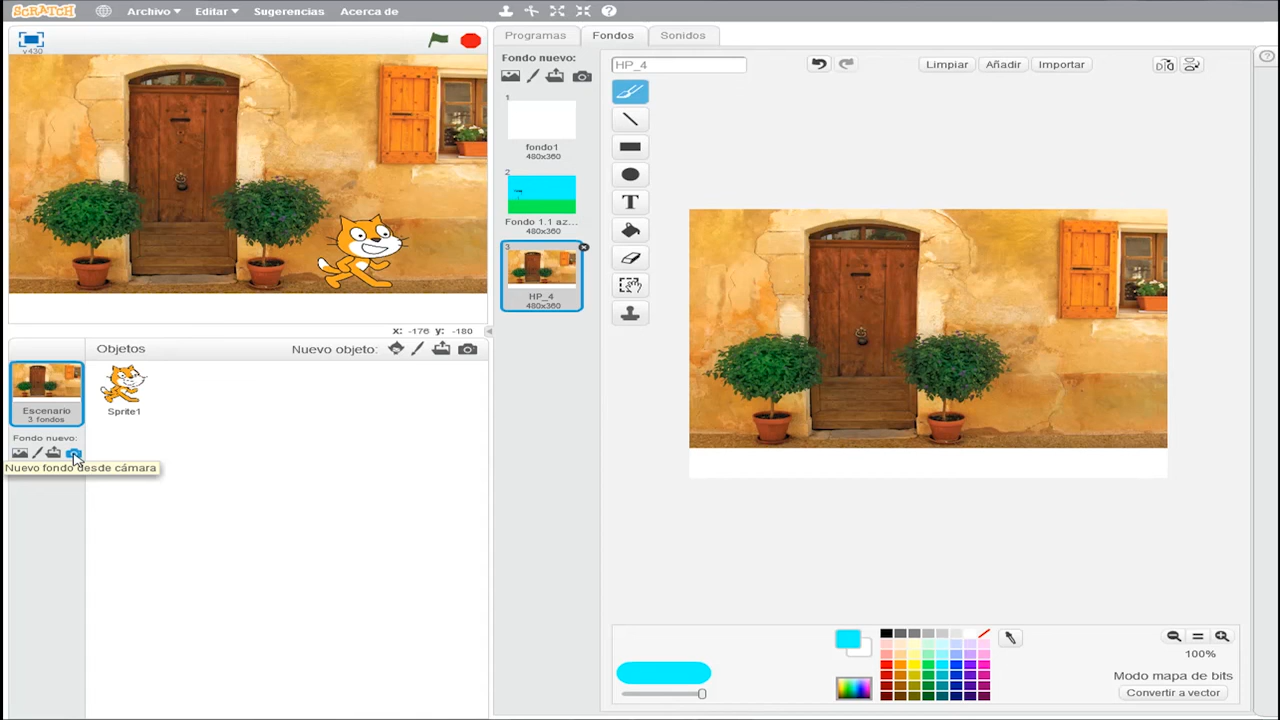 SCRATCH Archivo Editar Sugerencias Acerca de
v430
x: -176 y: -180
Objetos Nuevo objeto:
Escenario
3 fondos
Sprite1
Fondo nuevo:
Nuevo fondo desde cámara
Programas Fondos Sonidos
Fondo nuevo:
1
fondo1
480x360
2
Fondo 1.1 az...
480x360
3
HP_4
480x360
HP_4 Limpiar Añadir Importar
T
100%
Modo mapa de bits
Convertir a vector